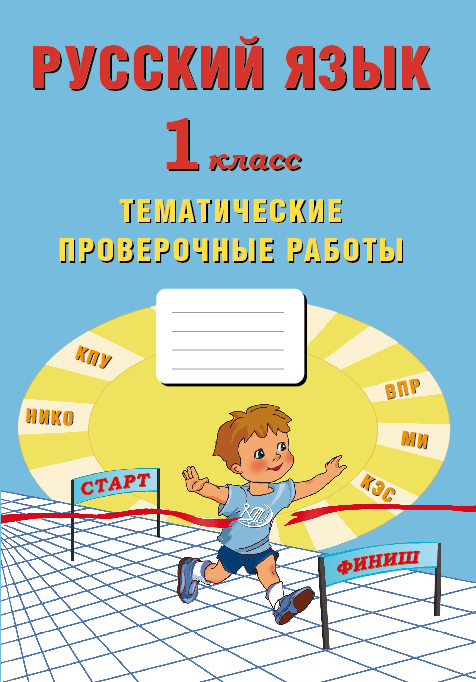 РУССКИЙ ЯЗЫК
1 класс
ТЕМАТИЧЕСКИЕ
ПРОВЕРОЧНЫЕ РАБОТЫ
КПУ
ВПР
НИКО
МИ
КЭС
СТАРТ
ФИНИШ